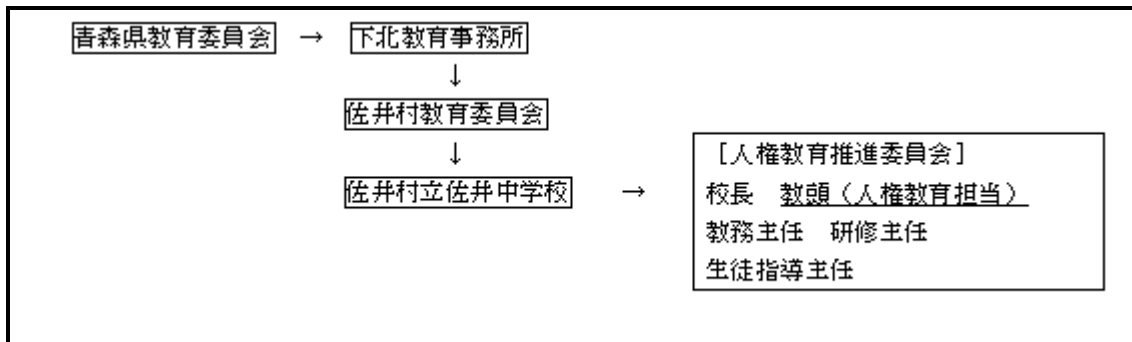 青森県教育委員会 → 下北教育事務所
↓
佐井村教育委員会
↓
佐井村立佐井中学校 →
[人権教育推進委員会]
校長 教頭（人権教育担当）
教務主任 研修主任
生徒指導主任